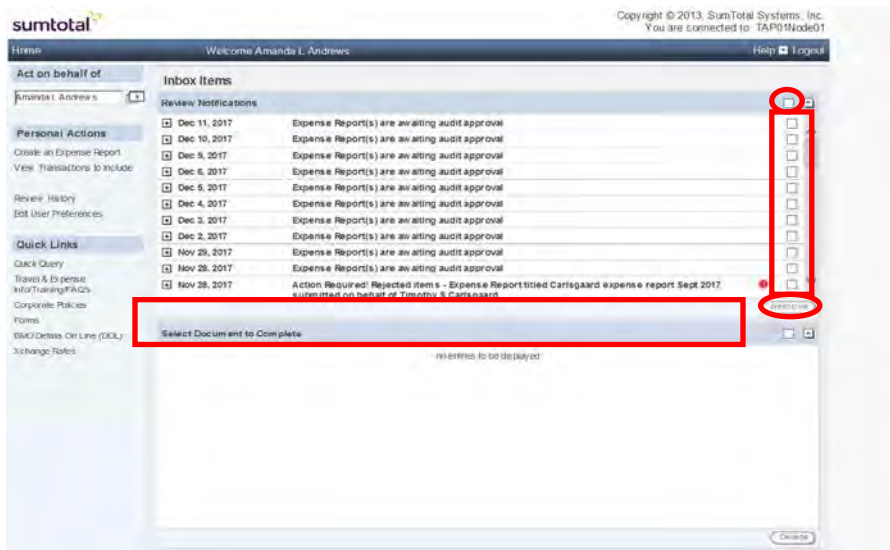 sumtotal
Copyright © 2013, SumTotal Systems, Inc.
You are connected to TAP01Node01
Home
Welcome Amanda L Andrews
Help Logout
Act on behalf of
Amanda L Andrews
Personal Actions
Create an Expense Report
View Transactions to Include
Review History
Edit User Preferences
Quick Links
Quick Query
Travel & Expense
Info/Training/FAQ's
Corporate Policies
Forms
BMO Details On Line (DOL)
Xchange Rates
Inbox Items
Review Notifications
Dec 11, 2017 Expense Report(s) are awaiting audit approval
Dec 10, 2017 Expense Report(s) are awaiting audit approval
Dec 9, 2017 Expense Report(s) are awaiting audit approval
Dec 6, 2017 Expense Report(s) are awaiting audit approval
Dec 5, 2017 Expense Report(s) are awaiting audit approval
Dec 4, 2017 Expense Report(s) are awaiting audit approval
Dec 3, 2017 Expense Report(s) are awaiting audit approval
Dec 2, 2017 Expense Report(s) are awaiting audit approval
Nov 29, 2017 Expense Report(s) are awaiting audit approval
Nov 28, 2017 Expense Report(s) are awaiting audit approval
Nov 28, 2017 Action Required! Rejected items - Expense Report titled Carlsgaard expense report Sept 2017
submitted on behalf of Timothy S Carlsgaard
Remove
Select Document to Complete
no entries to be displayed